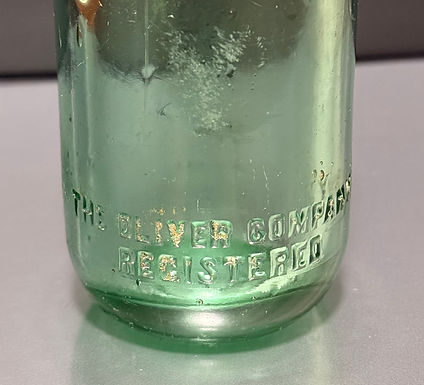 THE OLIVER COMPANY
REGISTERED